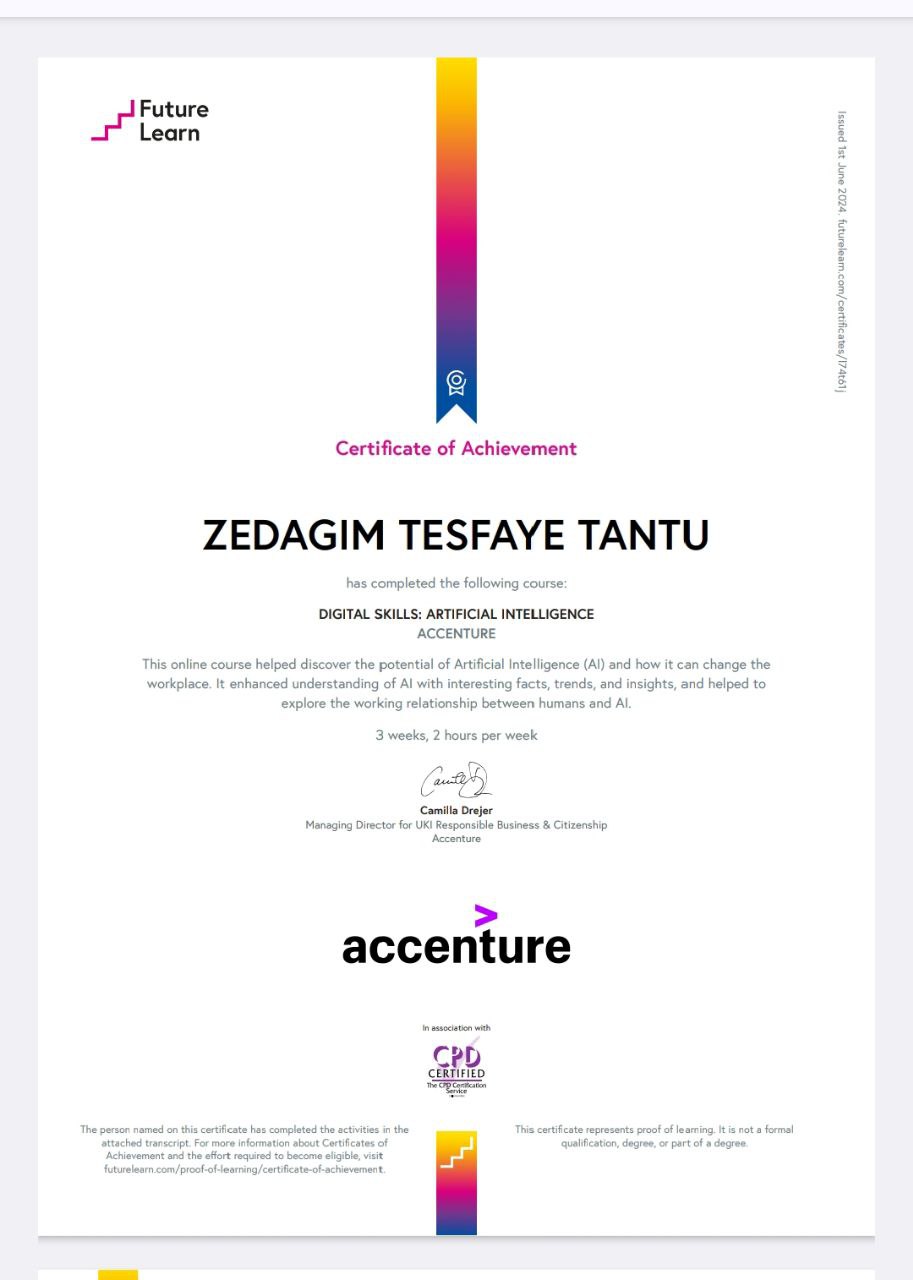 Future
Learn
Issued 1st June 2024. futurelearn.com/certificates/l74t61j
Certificate of Achievement
ZEDAGIM TESFAYE TANTU
has completed the following course:
DIGITAL SKILLS: ARTIFICIAL INTELLIGENCE
ACCENTURE
This online course helped discover the potential of Artificial Intelligence (AI) and how it can change the
workplace. It enhanced understanding of AI with interesting facts, trends, and insights, and helped to
explore the working relationship between humans and AI.
3 weeks, 2 hours per week
Camilla Drejer
Managing Director for UKI Responsible Business & Citizenship
Accenture
accenture
In association with
CPD
CERTIFIED
The CPD Certification
Service
The person named on this certificate has completed the activities in the
attached transcript. For more information about Certificates of
Achievement and the effort required to become eligible, visit
futurelearn.com/proof-of-learning/certificate-of-achievement.
This certificate represents proof of learning. It is not a formal
qualification, degree, or part of a degree.